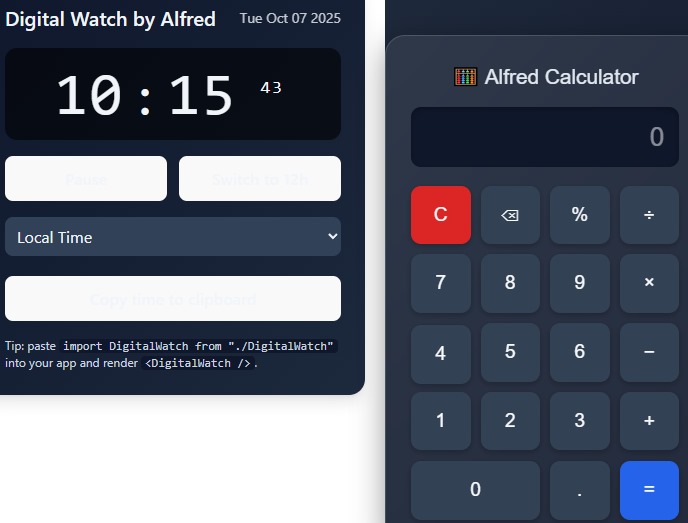 Digital Watch by Alfred
Tue Oct 07 2025
10:15 43
Pause
Switch to 12h
Local Time
Copy time to clipboard
Tip: paste import DigitalWatch from "./DigitalWatch"
into your app and render <DigitalWatch />.
Alfred Calculator
0
C ⌫ % ÷
7 8 9 ×
4 5 6 −
1 2 3 +
0 . =